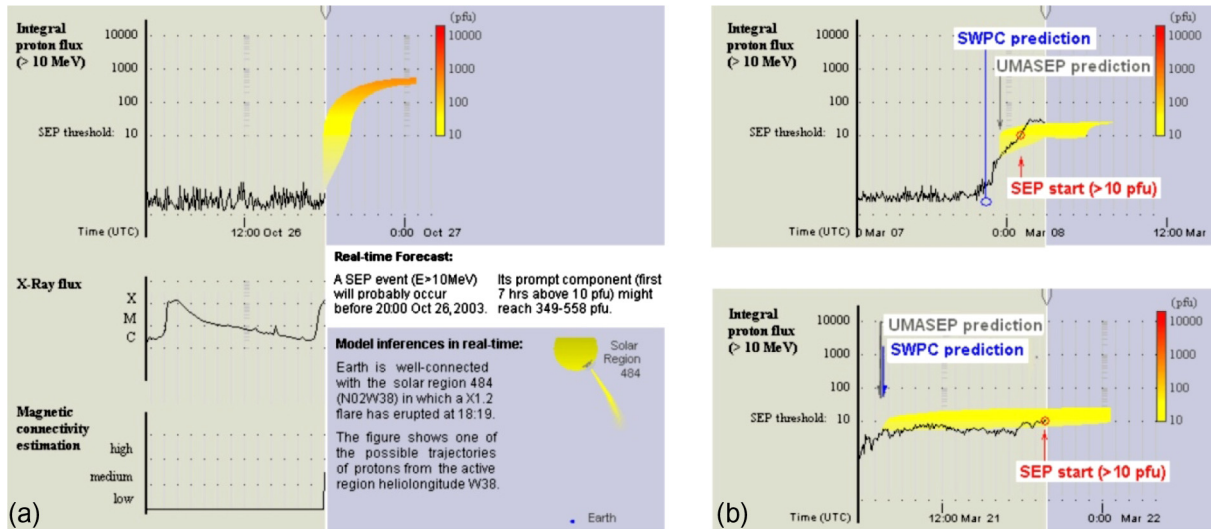 Integral
proton flux
(> 10 MeV)
10000
1000
100
SEP threshold: 10
(pfu)
10000
1000
100
10
Time (UTC)
12:00 Oct 26
0:00 Oct 27
Real-time Forecast:
A SEP event (E>10MeV)
will probably occur
before 20:00 Oct 26, 2003.
Its prompt component (first
7 hrs above 10 pfu) might
reach 349-558 pfu.
X-Ray flux
X
M
C
Model inferences in real-time:
Earth is well-connected
with the solar region 484
(N02W38) in which a X1.2
flare has erupted at 18:19.
The figure shows one of
the possible trajectories
of protons from the active
region heliolongitude W38.
Solar
Region
484
Earth
Magnetic
connectivity
estimation
high
medium
low
(a)
Integral
proton flux
(> 10 MeV)
10000
1000
100
SEP threshold: 10
SWPC prediction
UMASEP prediction
SEP start (>10 pfu)
(pfu)
10000
1000
100
10
Time (UTC)
0 Mar 07
0:00 Mar 08
12:00 Mar
Integral
proton flux
(> 10 MeV)
10000
1000
100
SEP threshold: 10
UMASEP prediction
SWPC prediction
SEP start (>10 pfu)
(pfu)
10000
1000
100
10
Time (UTC)
12:00 Mar 21
0:00 Mar 22
(b)